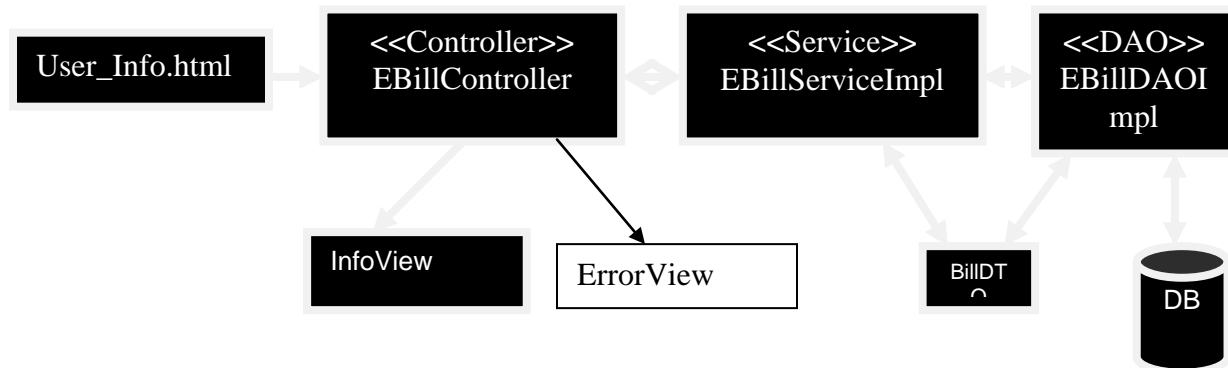 User_Info.html
<<Controller>>
EBillController
<<Service>>
EBillServiceImpl
<<DAO>>
EBillDAOI
mpl
InfoView
ErrorView
BillDT
O
DB